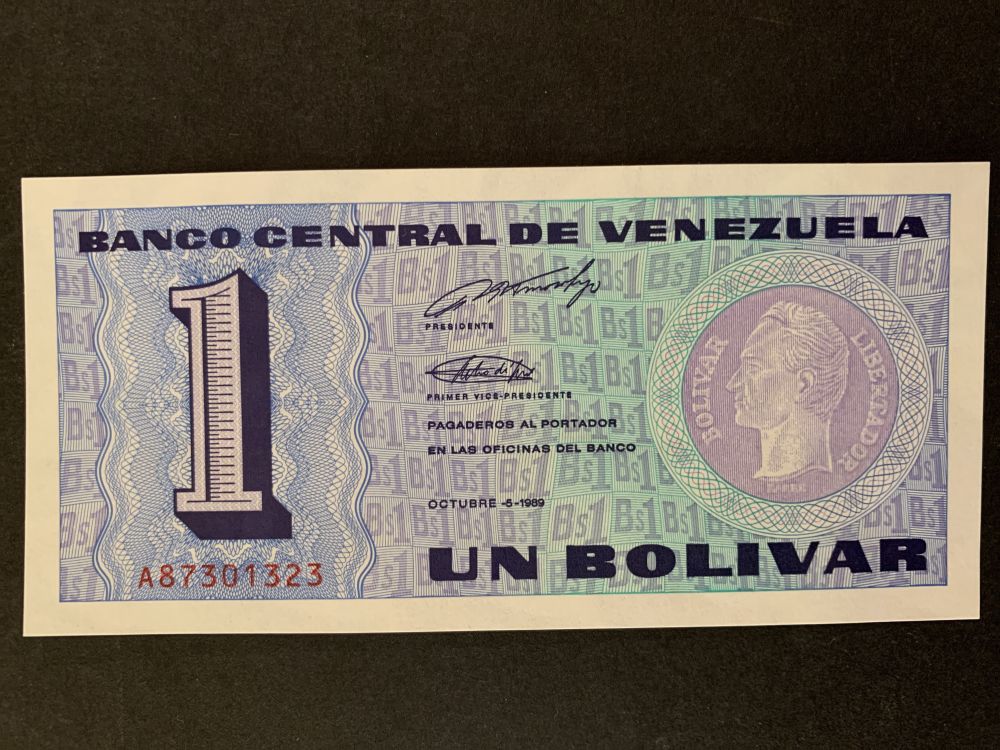 BANCO CENTRAL DE VENEZUELA
1
PRESIDENTE
PRIMER VICE-PRESIDENTE
PAGADEROS AL PORTADOR
EN LAS OFICINAS DEL BANCO
OCTUBRE -5-1989
BOLIVAR LIBERTADOR
A87301323
UN BOLIVAR